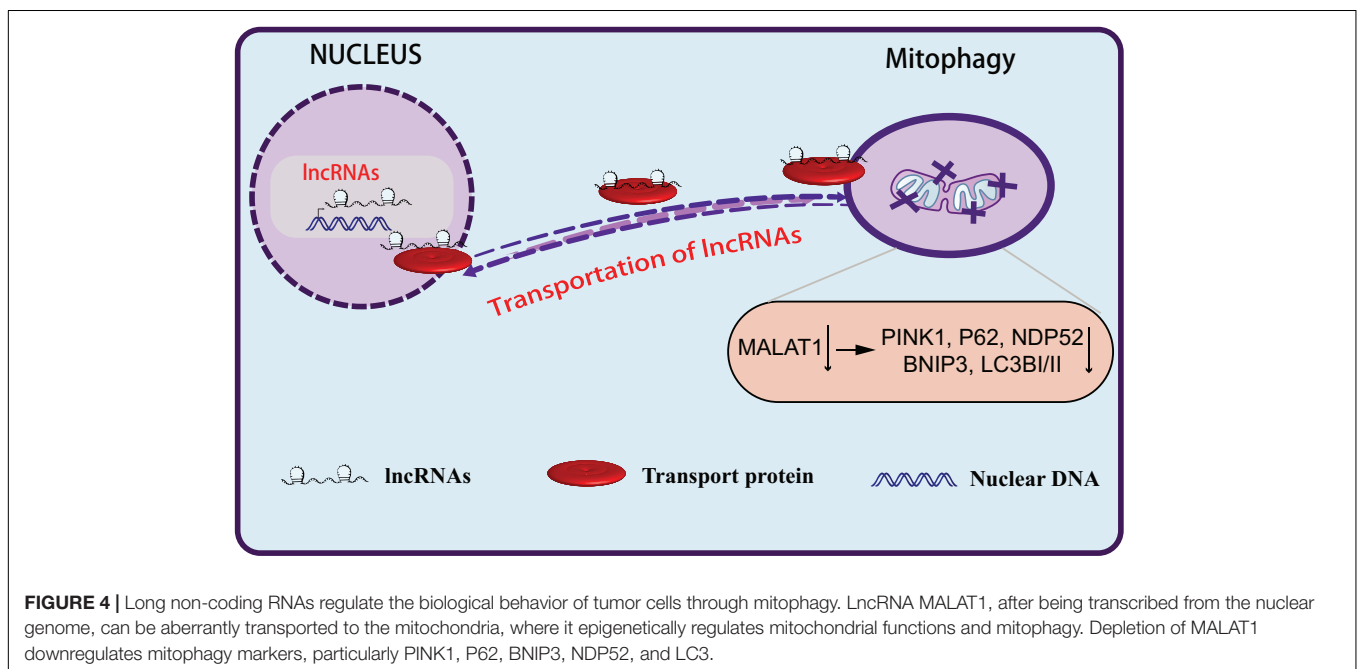 NUCLEUS
Mitophagy
lncRNAs
Transportation of lncRNAs
MALAT1
PINK1, P62, NDP52
BNIP3, LC3BI/II
lncRNAs
Transport protein
Nuclear DNA
FIGURE 4 | Long non-coding RNAs regulate the biological behavior of tumor cells through mitophagy. LncRNA MALAT1, after being transcribed from the nuclear
genome, can be aberrantly transported to the mitochondria, where it epigenetically regulates mitochondrial functions and mitophagy. Depletion of MALAT1
downregulates mitophagy markers, particularly PINK1, P62, BNIP3, NDP52, and LC3.